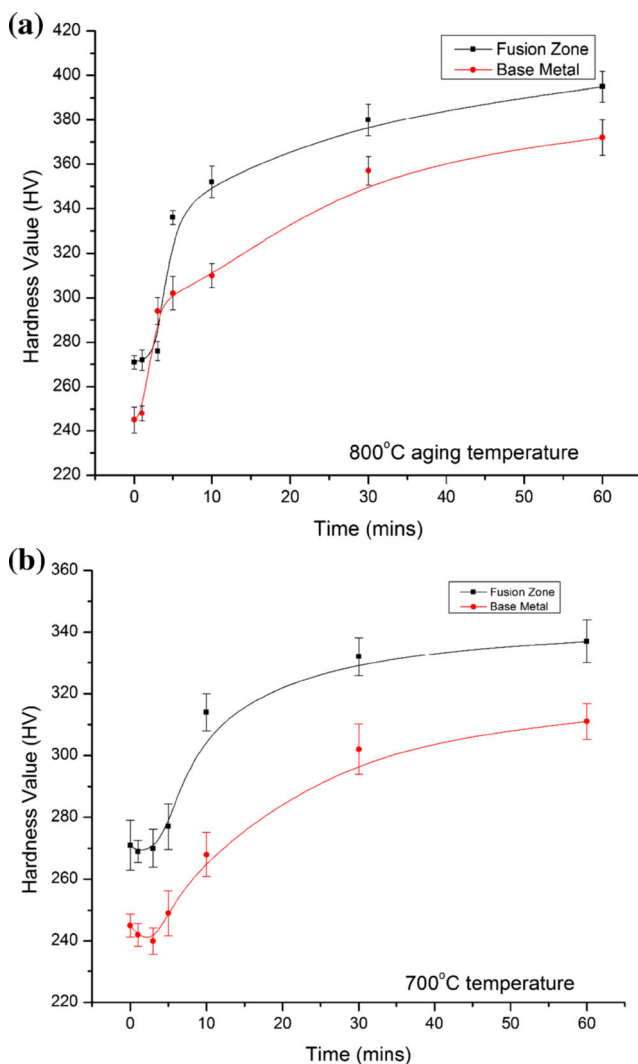 (a)
420
400
380
360
340
320
300
280
260
240
220
Hardness Value (HV)
Fusion Zone
Base Metal
800°C aging temperature
0 10 20 30 40 50 60
Time (mins)
(b)
360
340
320
300
280
260
240
220
Hardness Value (HV)
Fusion Zone
Base Metal
700°C temperature
0 10 20 30 40 50 60
Time (mins)